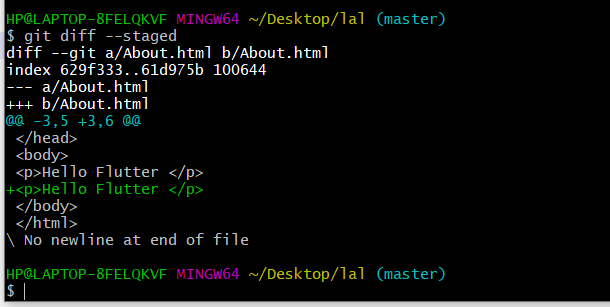 HP@LAPTOP-8FELQKVF MINGW64 ~/Desktop/lal (master)
$ git diff --staged
diff --git a/About.html b/About.html
index 629f333..61d975b 100644
--- a/About.html
+++ b/About.html
@@ -3,5 +3,6 @@
 </head>
 <body>
 <p>Hello Flutter </p>
+<p>Hello Flutter </p>
 </body>
 </html>
\ No newline at end of file
HP@LAPTOP-8FELQKVF MINGW64 ~/Desktop/lal (master)
$